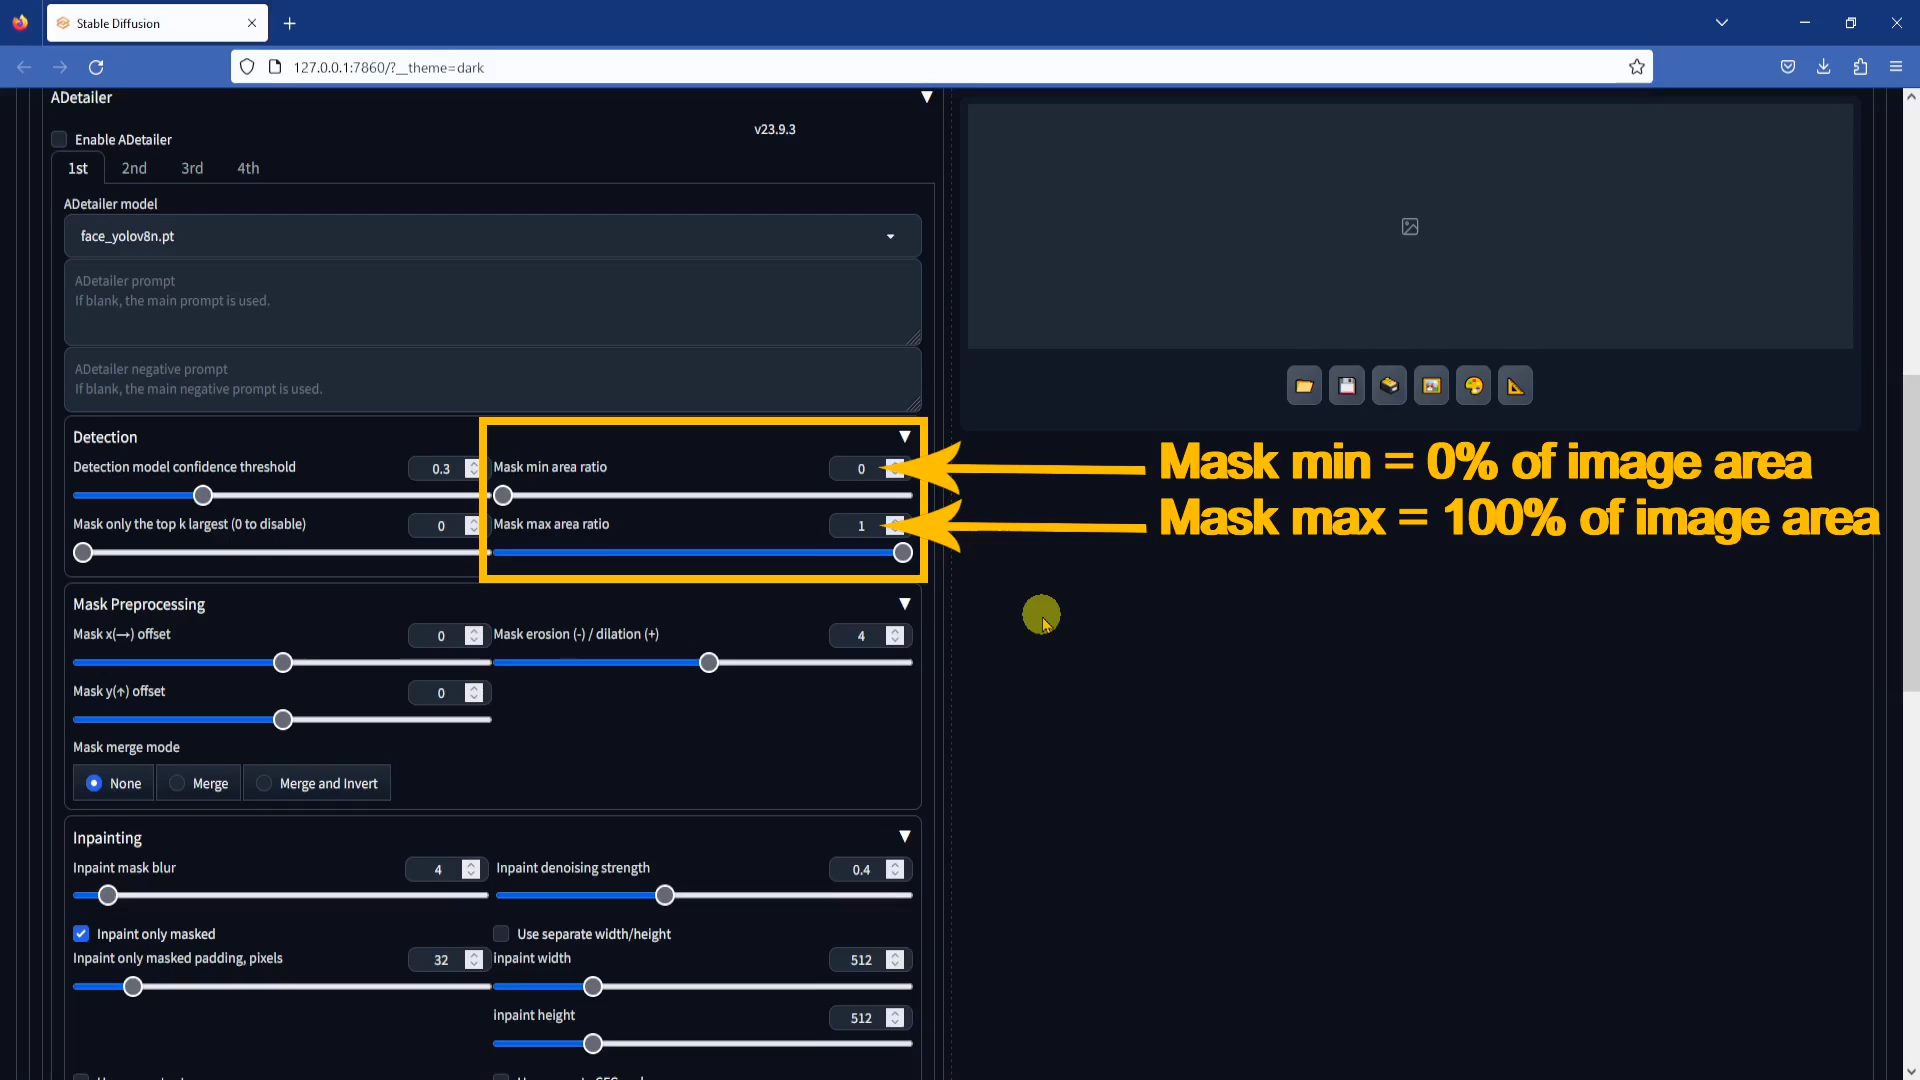 Stable Diffusion
127.0.0.1:7860/?__theme=dark
ADetailer
v23.9.3
Enable ADetailer
1st 2nd 3rd 4th
ADetailer model
face_yolov8n.pt
ADetailer prompt
If blank, the main prompt is used.
ADetailer negative prompt
If blank, the main negative prompt is used.
Detection
Detection model confidence threshold 0.3
Mask min area ratio 0
Mask min = 0% of image area
Mask only the top k largest (0 to disable) 0
Mask max area ratio 1
Mask max = 100% of image area
Mask Preprocessing
Mask x(→) offset 0
Mask erosion (-) / dilation (+) 4
Mask y(↑) offset 0
Mask merge mode
None Merge Merge and Invert
Inpainting
Inpaint mask blur 4
Inpaint denoising strength 0.4
Inpaint only masked
Use separate width/height
Inpaint only masked padding, pixels 32
Inpaint width 512
inpaint height 512